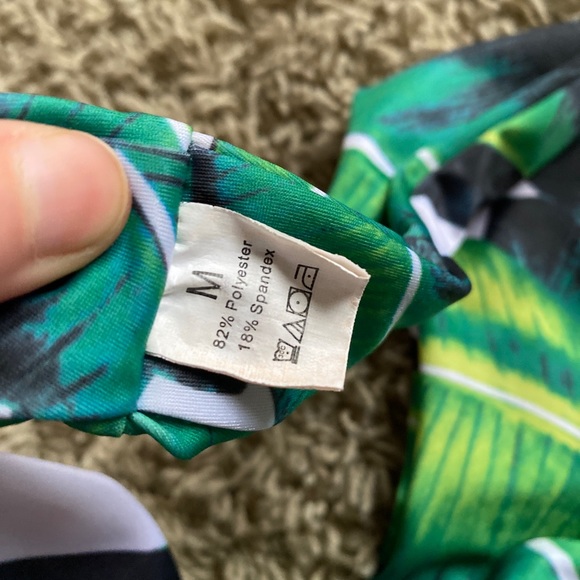 M
82% Polyester
18% Spandex